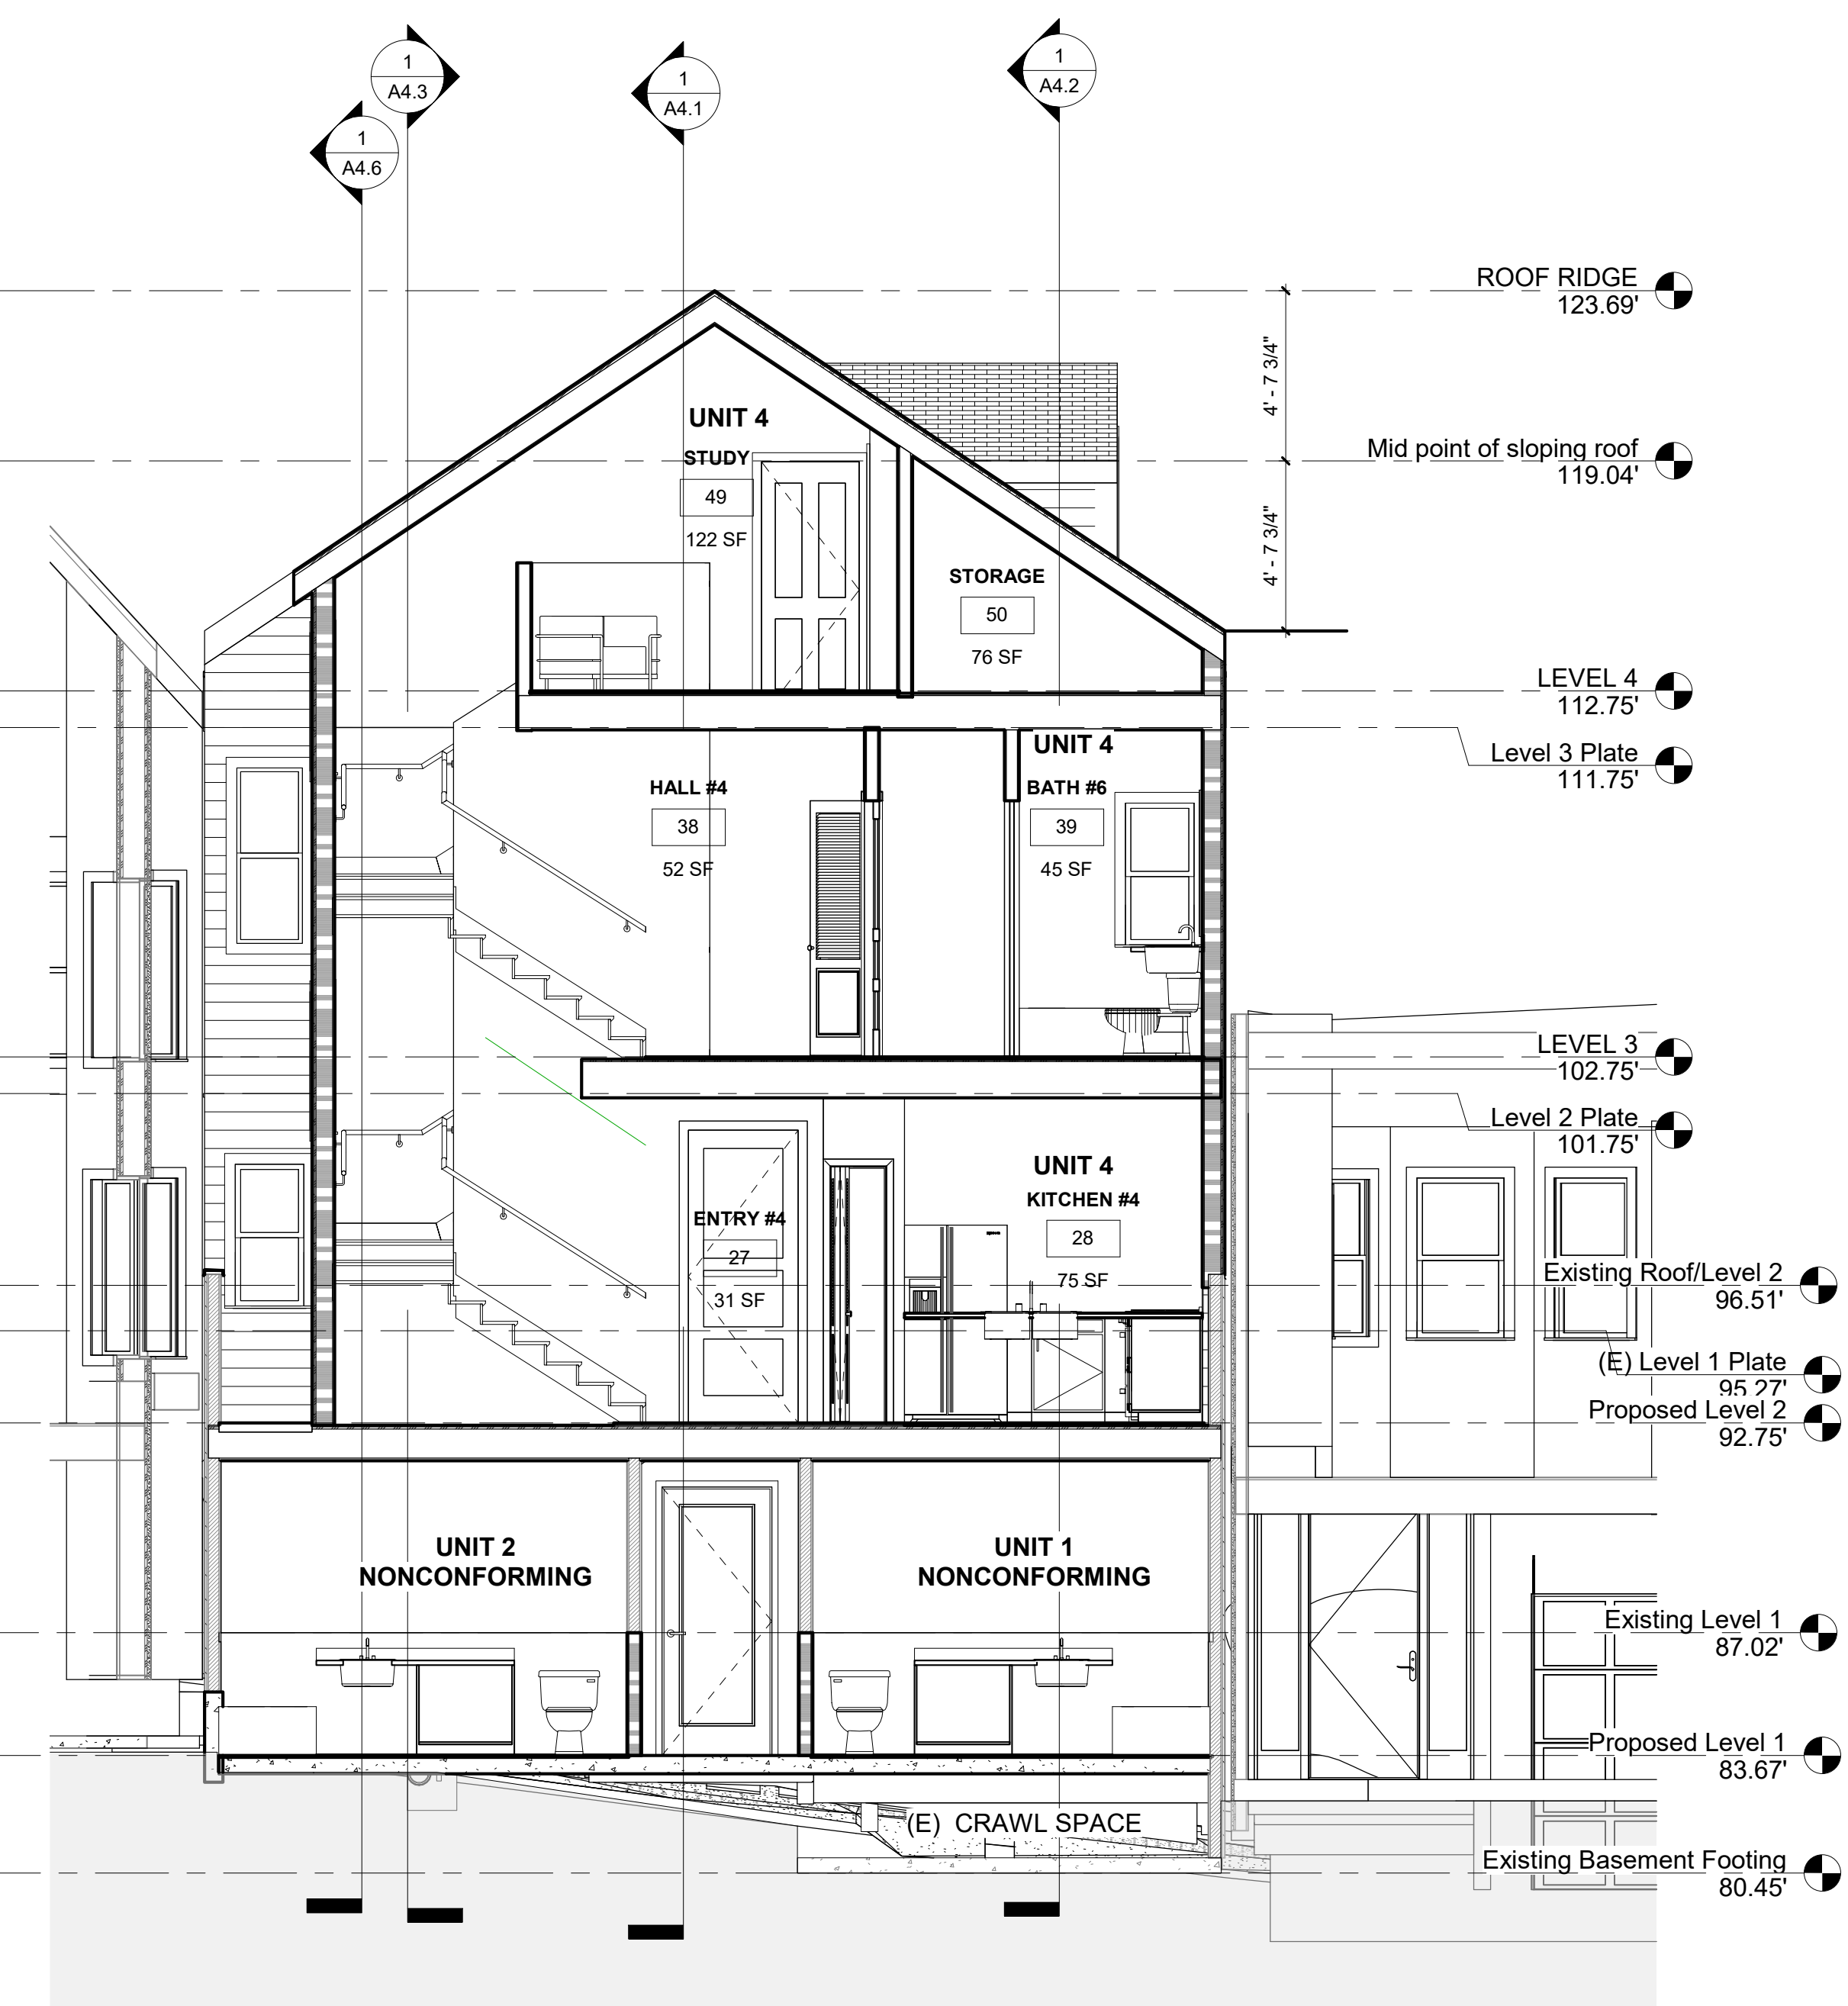 1
A4.3
1
A4.1
1
A4.2
1
A4.6
ROOF RIDGE
123.69'
4' - 7 3/4"
Mid point of sloping roof
119.04'
4' - 7 3/4"
UNIT 4
STUDY
49
122 SF
STORAGE
50
76 SF
LEVEL 4
112.75'
Level 3 Plate
111.75'
UNIT 4
HALL #4
38
52 SF
BATH #6
39
45 SF
LEVEL 3
102.75'
Level 2 Plate
101.75'
UNIT 4
KITCHEN #4
28
75 SF
ENTRY #4
27
31 SF
Existing Roof/Level 2
96.51'
(E) Level 1 Plate
95.27'
Proposed Level 2
92.75'
UNIT 2
NONCONFORMING
UNIT 1
NONCONFORMING
Existing Level 1
87.02'
Proposed Level 1
83.67'
(E) CRAWL SPACE
Existing Basement Footing
80.45'